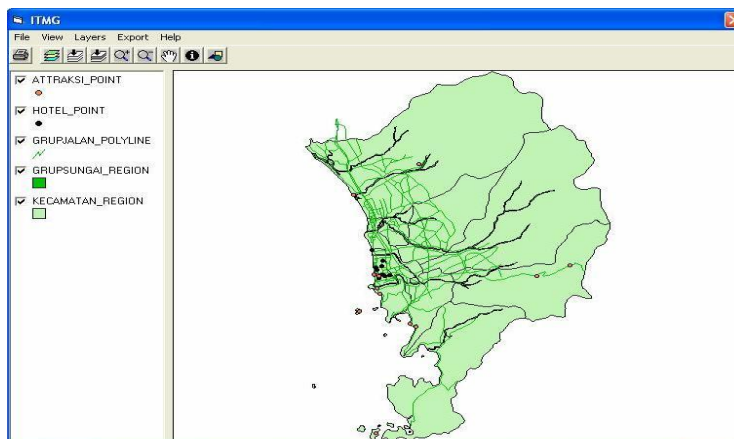 ITMG
File View Layers Export Help
ATTRAKSI_POINT
HOTEL_POINT
GRUPJALAN_POLYLINE
GRUPSUNGAI_REGION
KECAMATAN_REGION